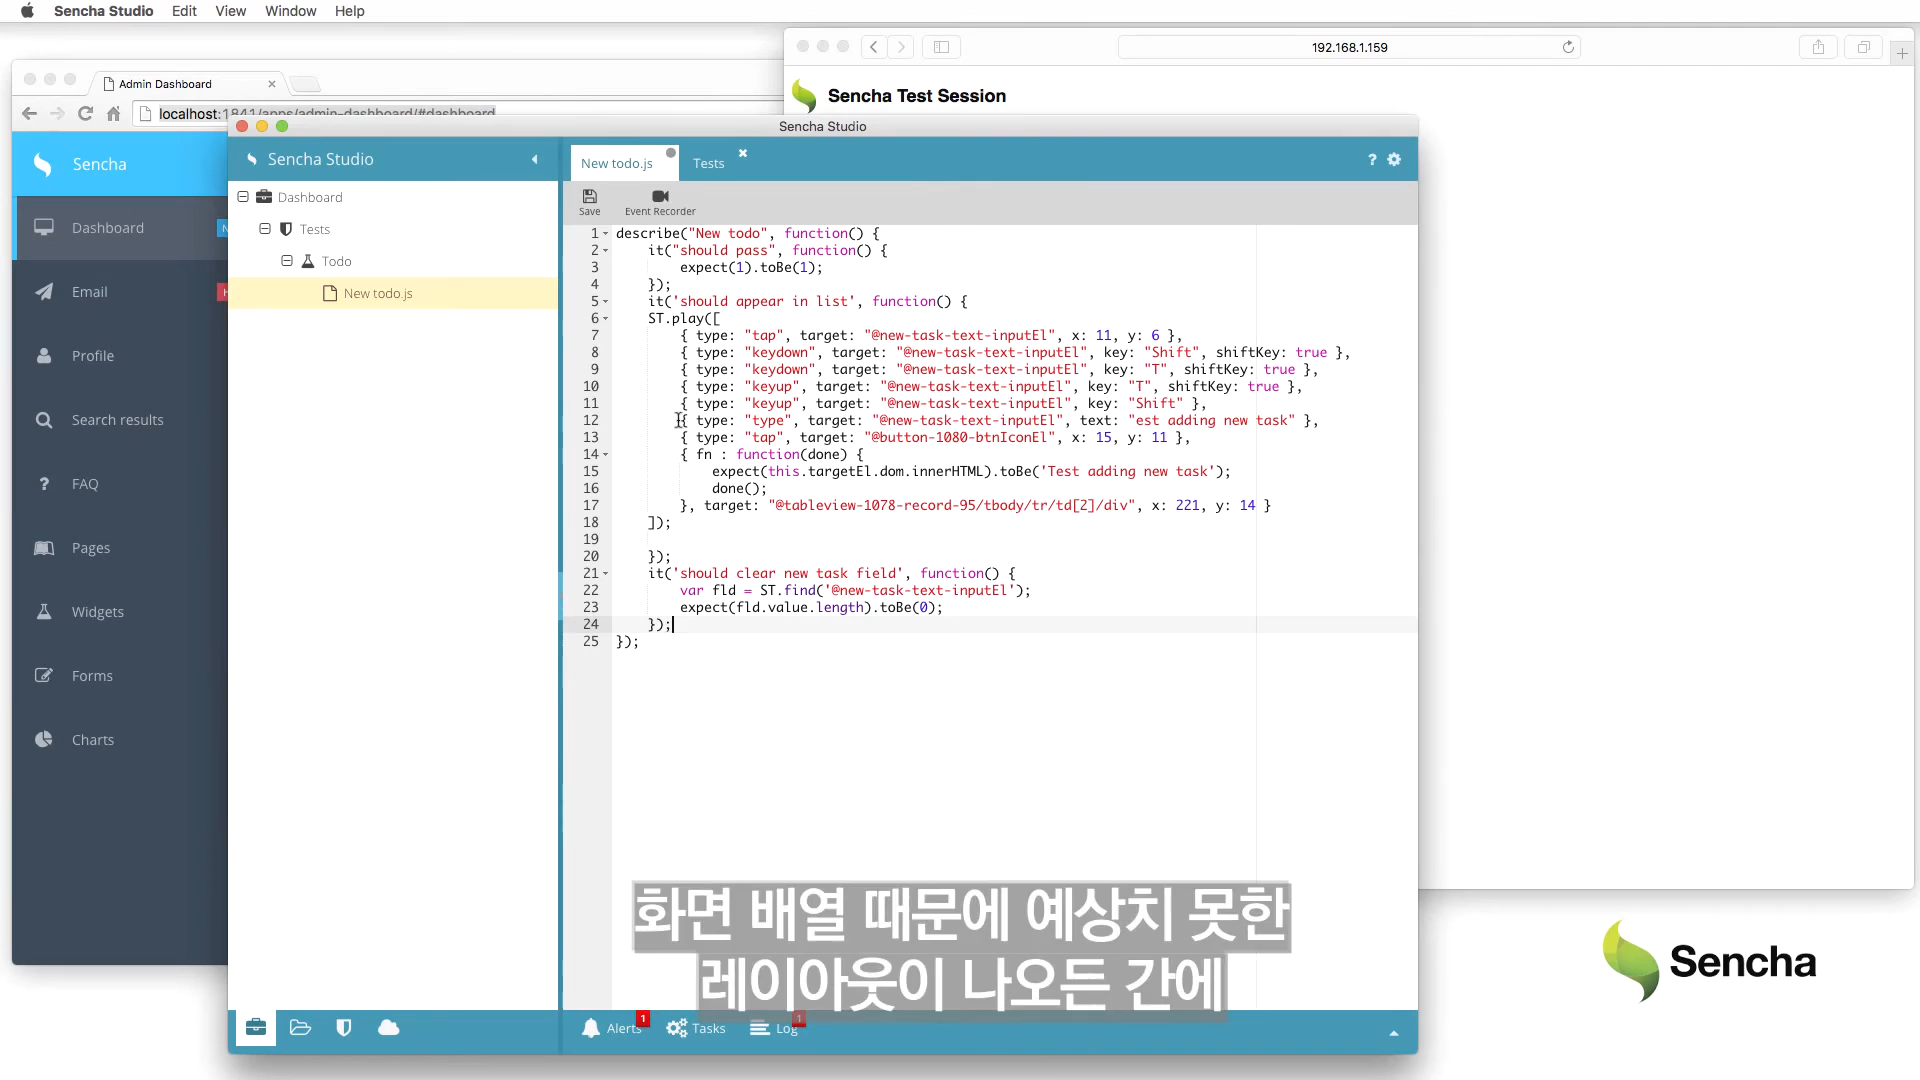 Sencha Studio Edit View Window Help
192.168.1.159
Admin Dashboard
localhost:1841/apps/admin-dashboard/#dashboard
Sencha Test Session
Sencha Studio
Sencha
Dashboard
Email
Profile
Search results
FAQ
Pages
Widgets
Forms
Charts
Sencha Studio
Dashboard
Tests
Todo
New todo.js
New todo.js
Tests
?
Save
Event Recorder
1 describe("New todo", function() {
2 it("should pass", function() {
3 expect(1).toBe(1);
4 });
5 it('should appear in list', function() {
6 ST.play([
7 { type: "tap", target: "@new-task-text-inputEl", x: 11, y: 6 },
8 { type: "keydown", target: "@new-task-text-inputEl", key: "Shift", shiftKey: true },
9 { type: "keydown", target: "@new-task-text-inputEl", key: "T", shiftKey: true },
10 { type: "keyup", target: "@new-task-text-inputEl", key: "T", shiftKey: true },
11 { type: "keyup", target: "@new-task-text-inputEl", key: "Shift" },
12 { type: "type", target: "@new-task-text-inputEl", text: "est adding new task" },
13 { type: "tap", target: "@button-1080-btnIconEl", x: 15, y: 11 },
14 { fn : function(done) {
15 expect(this.targetEl.dom.innerHTML).toBe('Test adding new task');
16 done();
17 }, target: "@tableview-1078-record-95/tbody/tr/td[2]/div", x: 221, y: 14 }
18 ]);
19
20 });
21 it('should clear new task field', function() {
22 var fld = ST.find('@new-task-text-inputEl');
23 expect(fld.value.length).toBe(0);
24 });
25 });
화면 배열 때문에 예상치 못한
레이아웃이 나오든 간에
Sencha
Alerts 1 Tasks Log 1